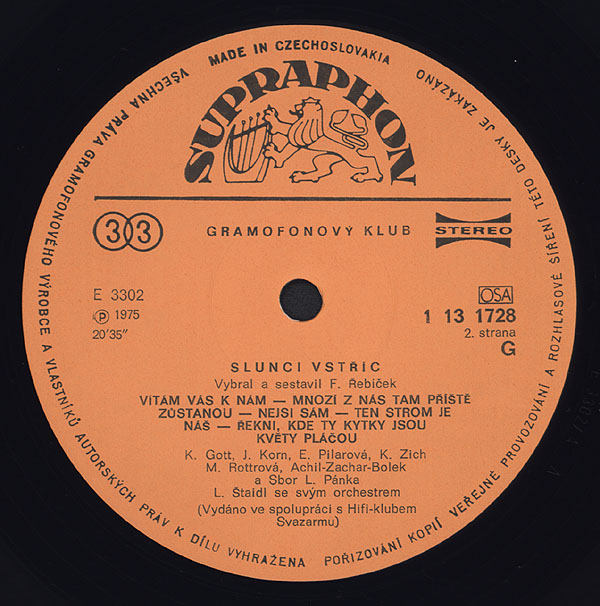 MADE IN CZECHOSLOVAKIA
SUPRAPHON
VŠECHNA PRÁVA GRAMOFONOVÉHO VÝROBCE A VLASTNÍKŮ AUTORSKÝCH PRÁV K DÍLU VYHRAŽENA
POŘIZOVÁNÍ KOPIÍ VEŘEJNÉ PROVOZOVÁNÍ A ROZHLASOVÉ ŠÍŘENÍ TÉTO DESKY JE ZAKÁZÁNO
33 GRAMOFONOVÝ KLUB STEREO
E 3302 OSA
Ⓟ 1975 1 13 1728
20'35" 2. strana
G
SLUNCI VSTŘÍC
Vybral a sestavil F. Řebíček
VÍTÁM VÁS K NÁM — MNOZÍ Z NÁS TAM PŘÍŠTĚ
ZŮSTANOU — NEJSI SÁM — TEN STROM JE
NÁŠ — ŘEKNI, KDE TY KYTKY JSOU
KVĚTY PLÁČOU
K. Gott, J. Korn, E. Pilarová, K. Zich
M. Rottrová, Achil-Zachar-Bolek
a Sbor L. Pánka
L. Štaidl se svým orchestrem
(Vydáno ve spolupráci s Hifi-klubem
Svazarmu)